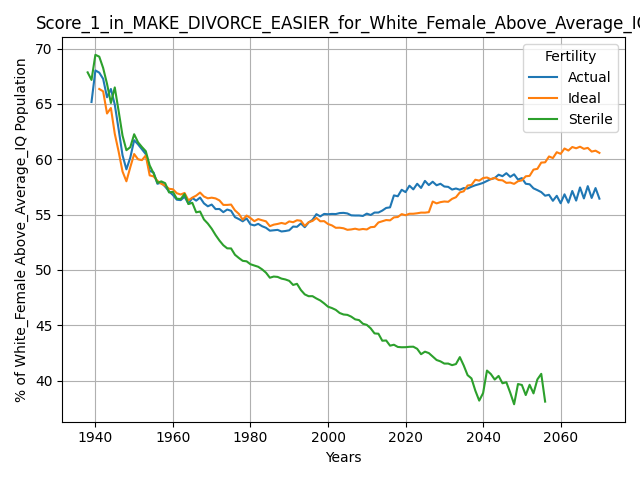 Score_1_in_MAKE_DIVORCE_EASIER_for_White_Female_Above_Average_IQ
% of White_Female Above_Average_IQ Population
70
65
60
55
50
45
40
Fertility
Actual
Ideal
Sterile
1940 1960 1980 2000 2020 2040 2060
Years